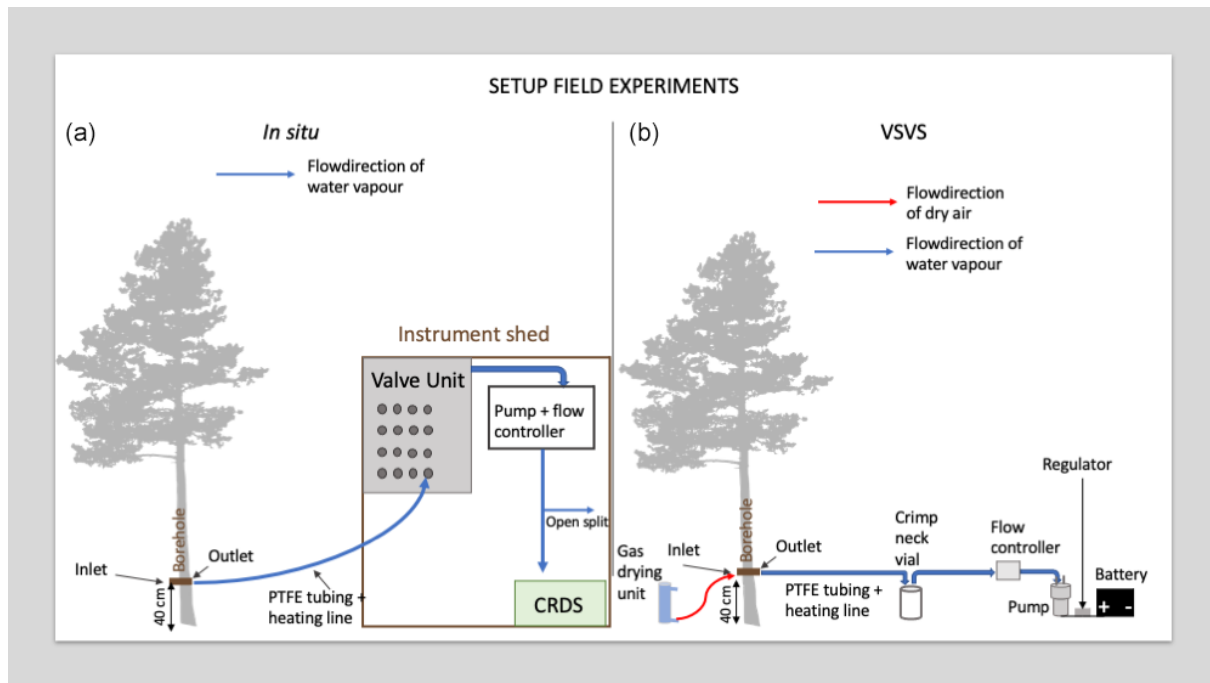 SETUP FIELD EXPERIMENTS
(a)
In situ
Flowdirection of
water vapour
Instrument shed
Valve Unit
Pump + flow
controller
Open split
CRDS
Borehole
Inlet
Outlet
40 cm
PTFE tubing +
heating line
(b)
VSVS
Flowdirection
of dry air
Flowdirection of
water vapour
Regulator
Borehole
Crimp
neck
vial
Flow
controller
Gas
drying
unit
Inlet
Outlet
Battery
+ -
40 cm
PTFE tubing +
heating line
Pump